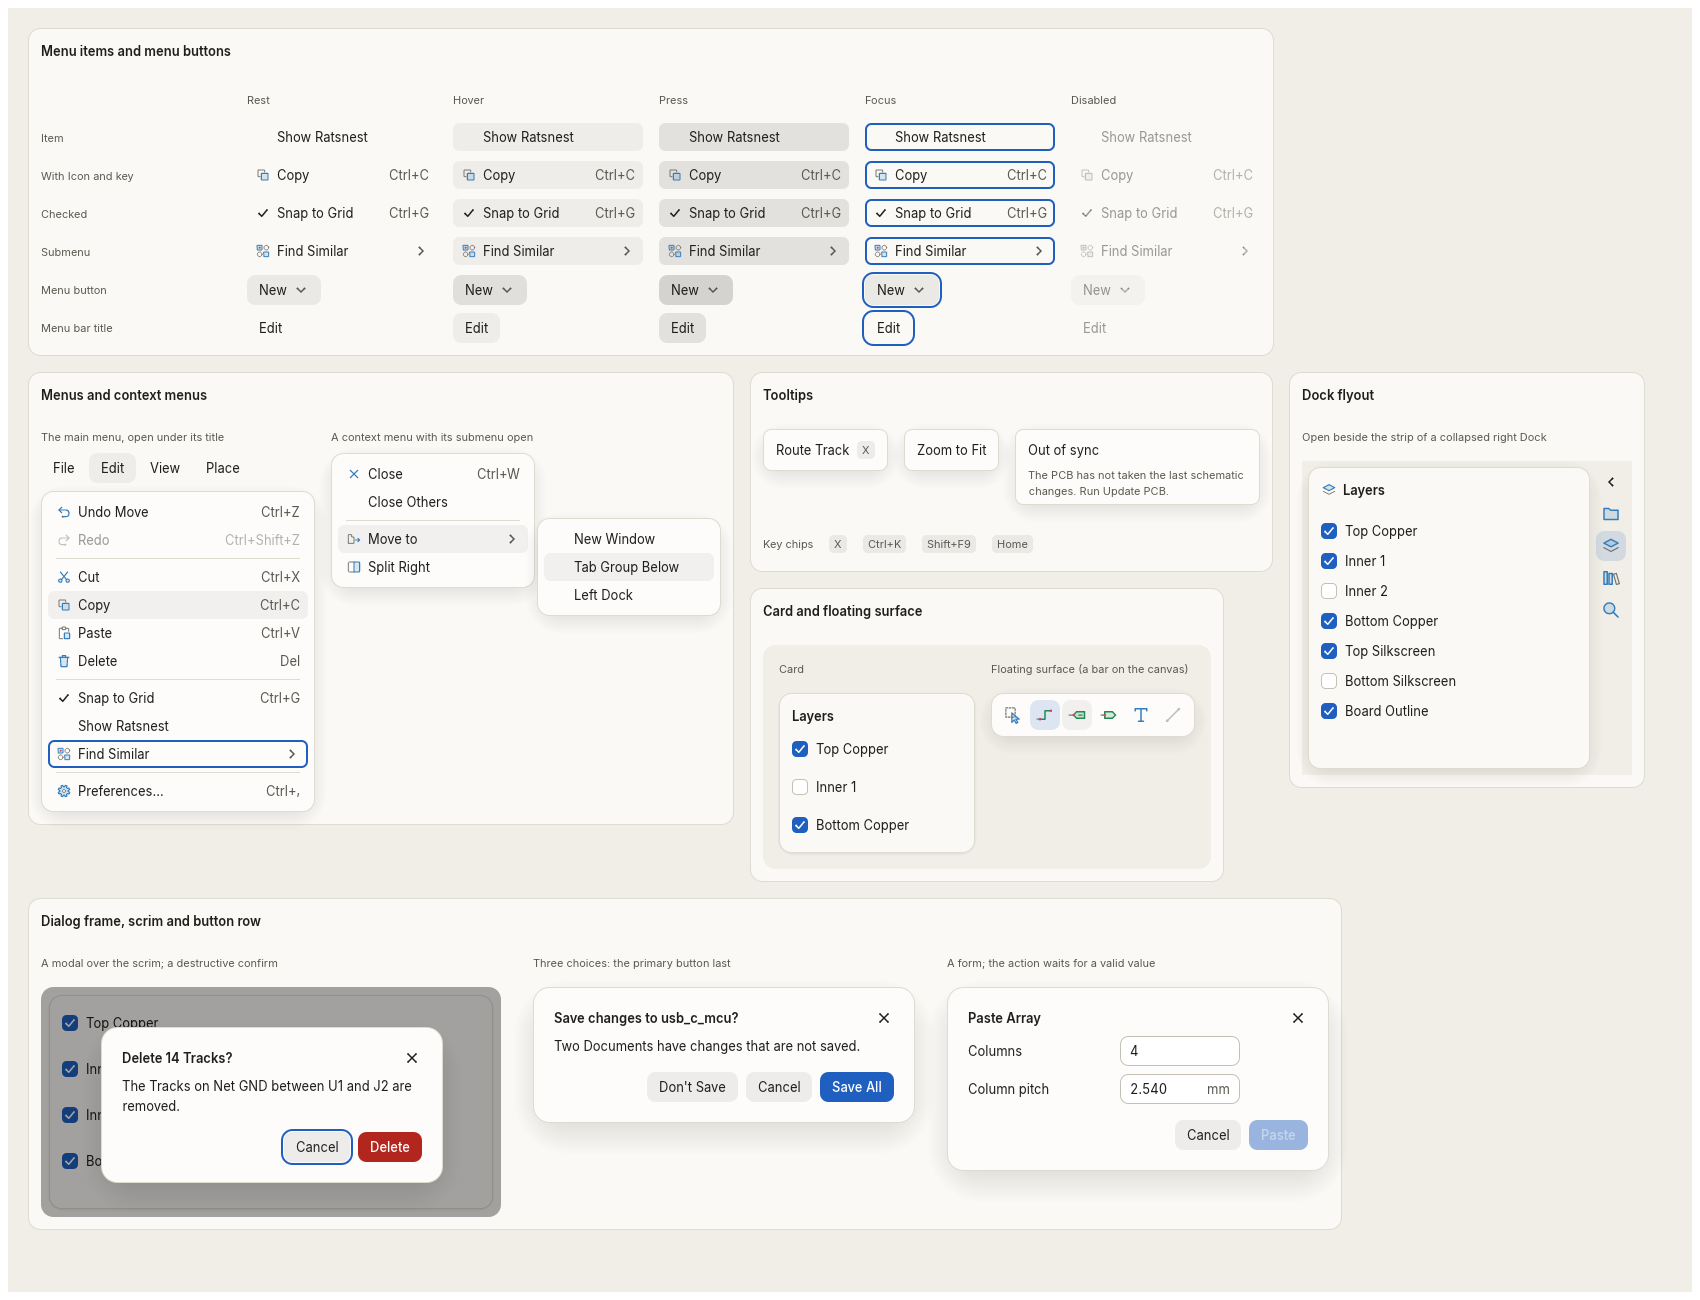 Menu items and menu buttons
Rest Hover Press Focus Disabled
Item Show Ratsnest Show Ratsnest Show Ratsnest Show Ratsnest Show Ratsnest
With Icon and key Copy Ctrl+C Copy Ctrl+C Copy Ctrl+C Copy Ctrl+C Copy Ctrl+C
Checked Snap to Grid Ctrl+G Snap to Grid Ctrl+G Snap to Grid Ctrl+G Snap to Grid Ctrl+G Snap to Grid Ctrl+G
Submenu Find Similar Find Similar Find Similar Find Similar Find Similar
Menu button New New New New New
Menu bar title Edit Edit Edit Edit Edit
Menus and context menus
The main menu, open under its title
File Edit View Place
Undo Move Ctrl+Z
Redo Ctrl+Shift+Z
Cut Ctrl+X
Copy Ctrl+C
Paste Ctrl+V
Delete Del
Snap to Grid Ctrl+G
Show Ratsnest
Find Similar
Preferences... Ctrl+,
A context menu with its submenu open
Close Ctrl+W
Close Others
Move to
Split Right
New Window
Tab Group Below
Left Dock
Tooltips
Route Track X
Zoom to Fit
Out of sync
The PCB has not taken the last schematic
changes. Run Update PCB.
Key chips X Ctrl+K Shift+F9 Home
Card and floating surface
Card
Layers
Top Copper
Inner 1
Bottom Copper
Floating surface (a bar on the canvas)
Dock flyout
Open beside the strip of a collapsed right Dock
Layers
Top Copper
Inner 1
Inner 2
Bottom Copper
Top Silkscreen
Bottom Silkscreen
Board Outline
Dialog frame, scrim and button row
A modal over the scrim; a destructive confirm
Top Copper
Inn
Inn
Bo
Delete 14 Tracks?
The Tracks on Net GND between U1 and J2 are
removed.
Cancel Delete
Three choices: the primary button last
Save changes to usb_c_mcu?
Two Documents have changes that are not saved.
Don't Save Cancel Save All
A form; the action waits for a valid value
Paste Array
Columns 4
Column pitch 2.540 mm
Cancel Paste